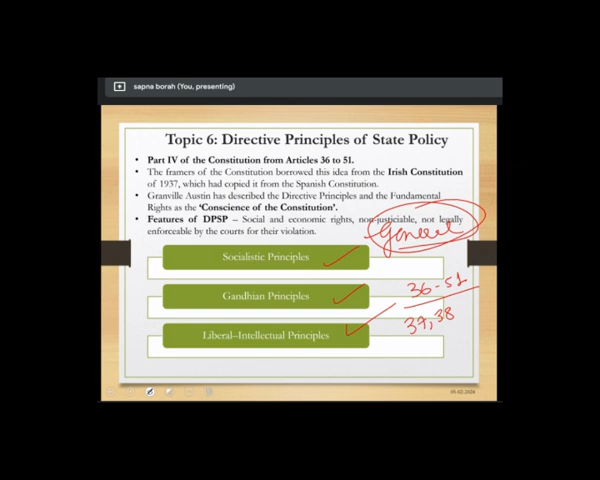 sapna borah (You, presenting)
Topic 6: Directive Principles of State Policy
• Part IV of the Constitution from Articles 36 to 51.
• The framers of the Constitution borrowed this idea from the Irish Constitution
of 1937, which had copied it from the Spanish Constitution.
• Granville Austin has described the Directive Principles and the Fundamental
Rights as the ‘Conscience of the Constitution’.
• Features of DPSP – Social and economic rights, non-justiciable, not legally
enforceable by the courts for their violation.
General
Socialistic Principles
Gandhian Principles
36-51
37,38
Liberal–Intellectual Principles